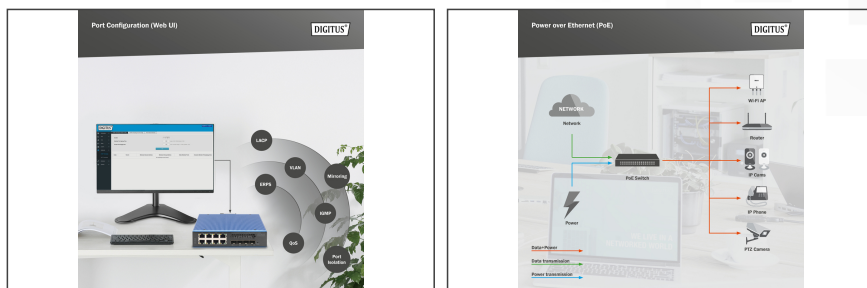 Port Configuration (Web UI)
DIGITUS®
LACP
VLAN
Mirroring
ERPS
IGMP
QoS
Port
Isolation
Power over Ethernet (PoE)
DIGITUS®
NETWORK
Network
WI-FI AP
Router
PoE Switch
IP Cams
IP Phone
Power
PTZ Camera
Data+Power
Data transmission
Power transmission